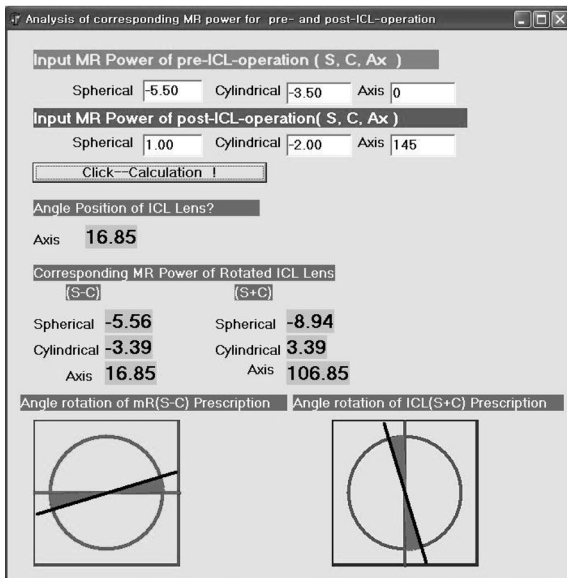 Analysis of corresponding MR power for pre- and post-ICL-operation
Input MR Power of pre-ICL-operation ( S, C, Ax )
Spherical -5.50 Cylindrical -3.50 Axis 0
Input MR Power of post-ICL-operation( S, C, Ax )
Spherical 1.00 Cylindrical -2.00 Axis 145
Click--Calculation !
Angle Position of ICL Lens?
Axis 16.85
Corresponding MR Power of Rotated ICL Lens
(S-C) (S+C)
Spherical -5.56 Spherical -8.94
Cylindrical -3.39 Cylindrical 3.39
Axis 16.85 Axis 106.85
Angle rotation of mR(S-C) Prescription Angle rotation of ICL(S+C) Prescription